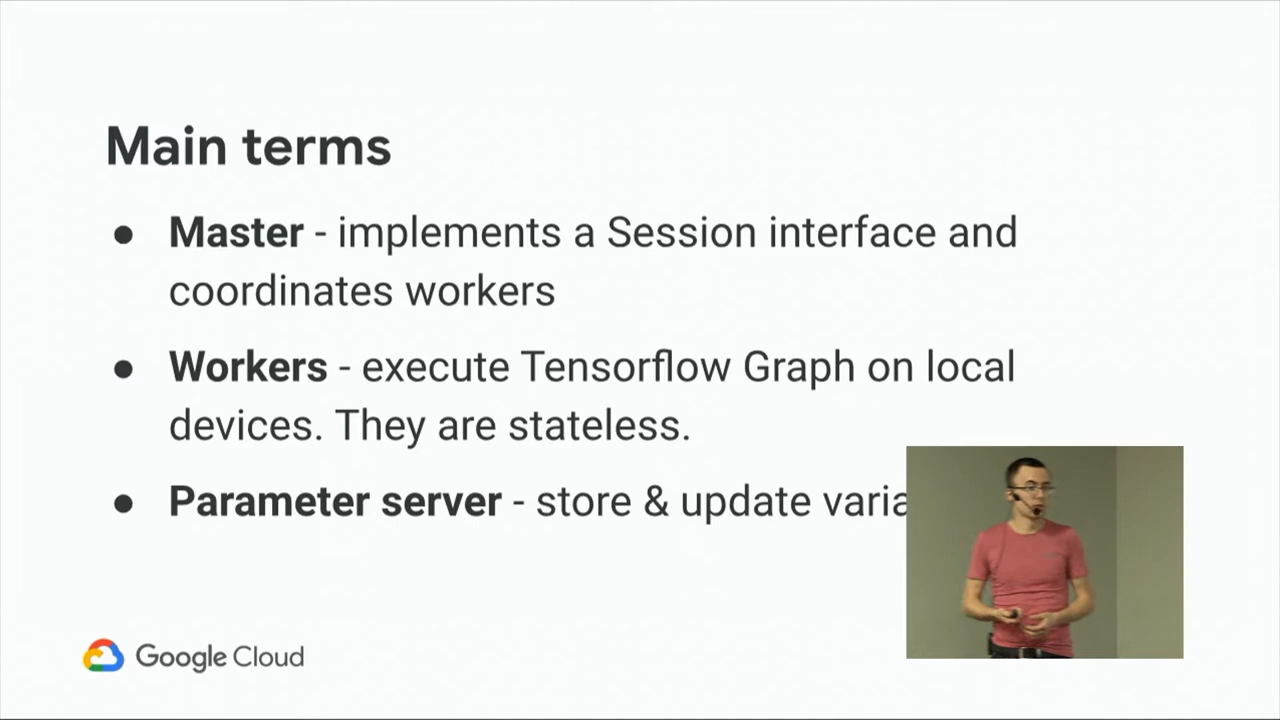 Main terms
● Master - implements a Session interface and
coordinates workers
● Workers - execute Tensorflow Graph on local
devices. They are stateless.
● Parameter server - store & update
Google Cloud